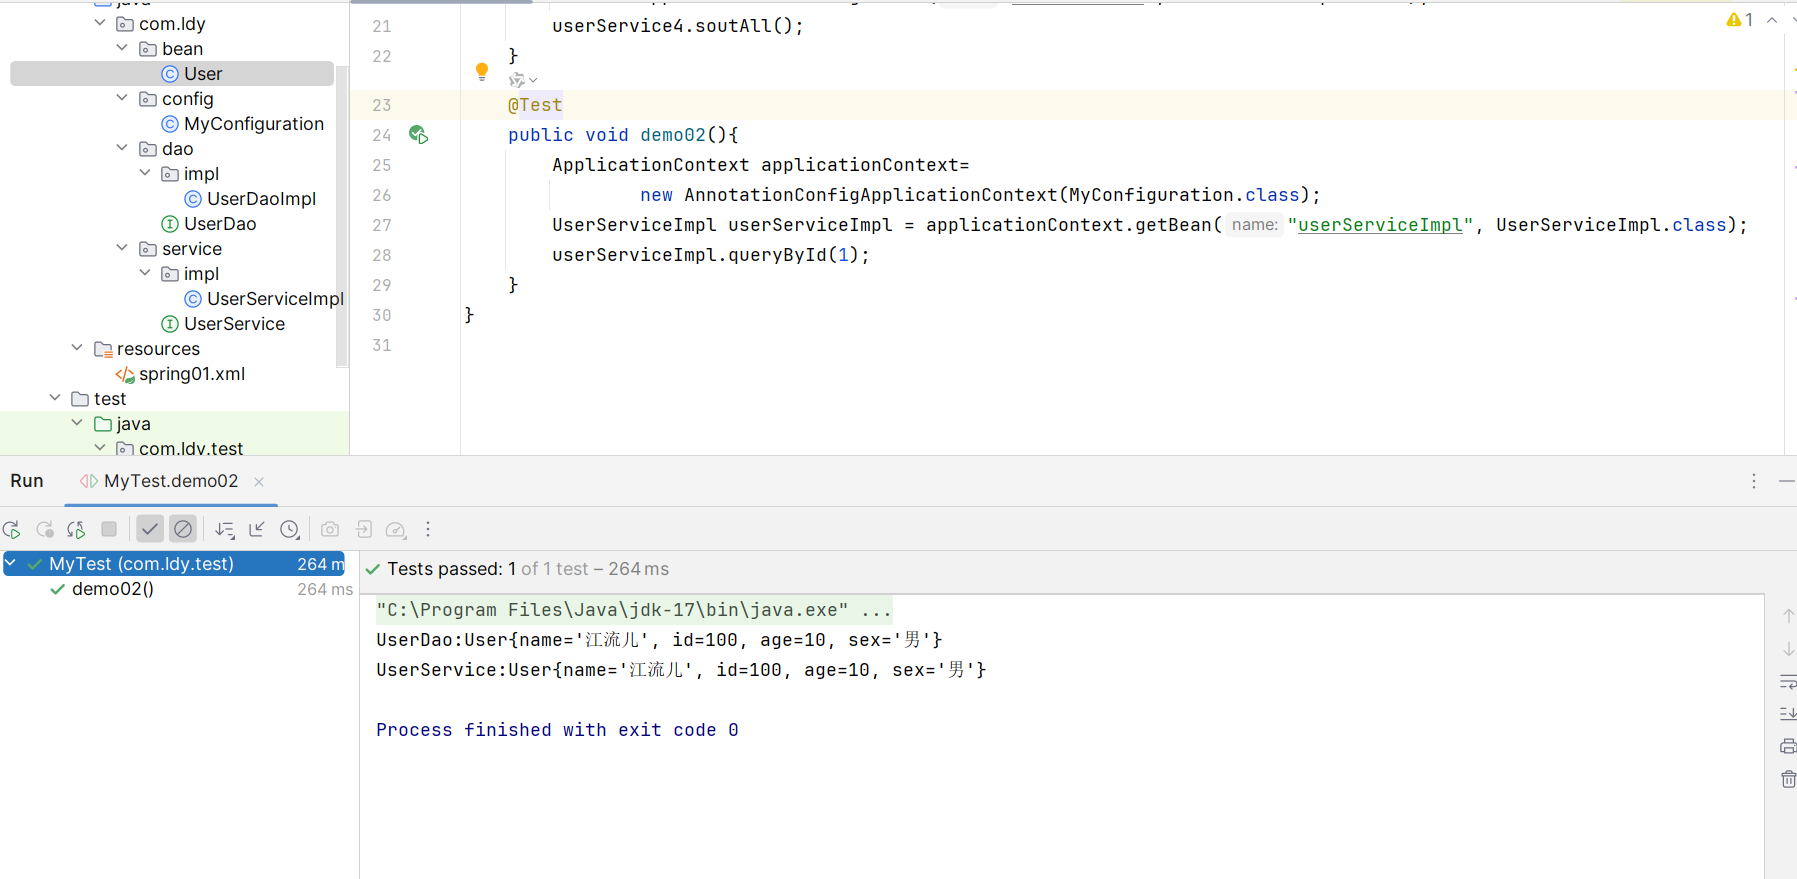 java
com.ldy
bean
User
config
MyConfiguration
dao
impl
UserDaoImpl
UserDao
service
impl
UserServiceImpl
UserService
resources
spring01.xml
test
java
com.ldy.test
21 userService4.soutAll();
22 }
23 @Test
24 public void demo02(){
25 ApplicationContext applicationContext=
26 new AnnotationConfigApplicationContext(MyConfiguration.class);
27 UserServiceImpl userServiceImpl = applicationContext.getBean( name: "userServiceImpl", UserServiceImpl.class);
28 userServiceImpl.queryById(1);
29 }
30 }
31
1
Run MyTest.demo02
MyTest (com.ldy.test) 264 m
demo02() 264 ms
Tests passed: 1 of 1 test – 264 ms
"C:\Program Files\Java\jdk-17\bin\java.exe" ...
UserDao:User{name='江流儿', id=100, age=10, sex='男'}
UserService:User{name='江流儿', id=100, age=10, sex='男'}
Process finished with exit code 0